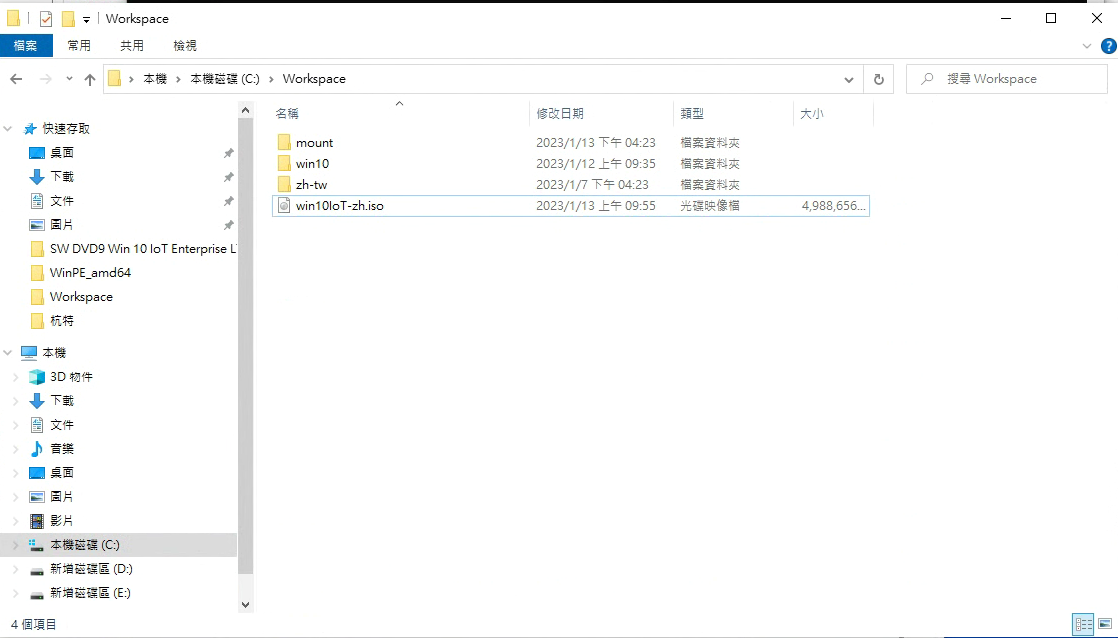 Workspace
檔案 常用 共用 檢視
本機 本機磁碟 (C:) Workspace 搜尋 Workspace
名稱 修改日期 類型 大小
快速存取
桌面
下載
文件
圖片
SW DVD9 Win 10 IoT Enterprise L
WinPE_amd64
Workspace
杭特
本機
3D 物件
下載
文件
音樂
桌面
圖片
影片
本機磁碟 (C:)
新增磁碟區 (D:)
新增磁碟區 (E:)
mount 2023/1/13 下午 04:23 檔案資料夾
win10 2023/1/12 上午 09:35 檔案資料夾
zh-tw 2023/1/7 下午 04:23 檔案資料夾
win10IoT-zh.iso 2023/1/13 上午 09:55 光碟映像檔 4,988,656...
4 個項目